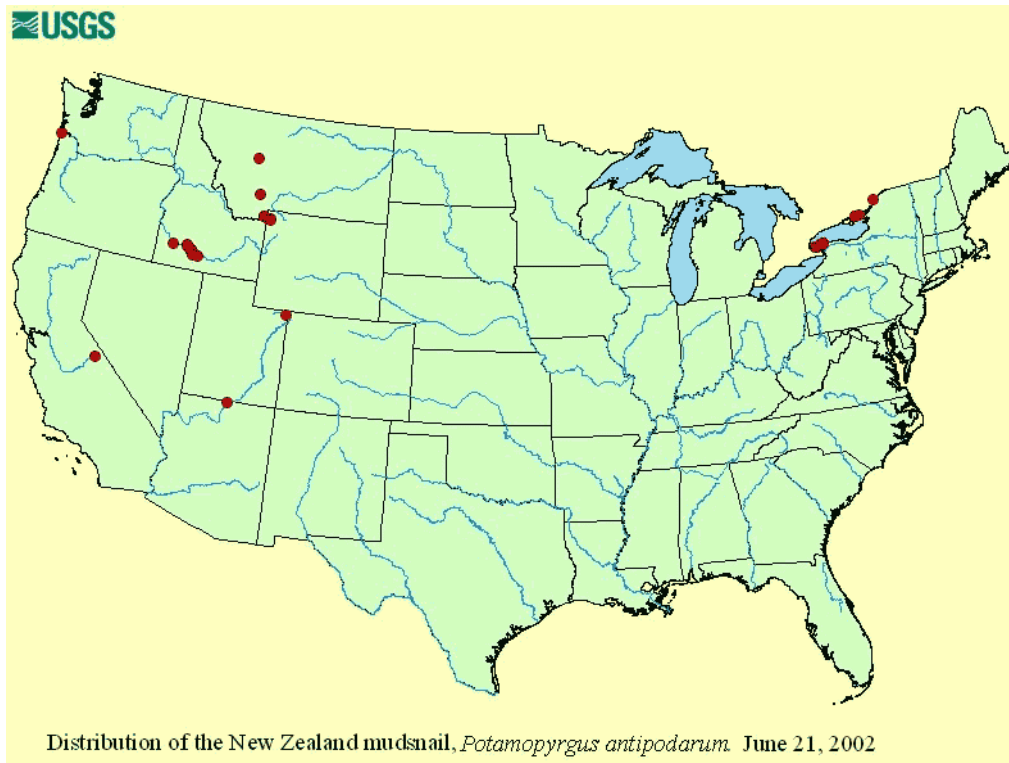 USGS
Distribution of the New Zealand mudsnail, Potamopyrgus antipodarum. June 21, 2002